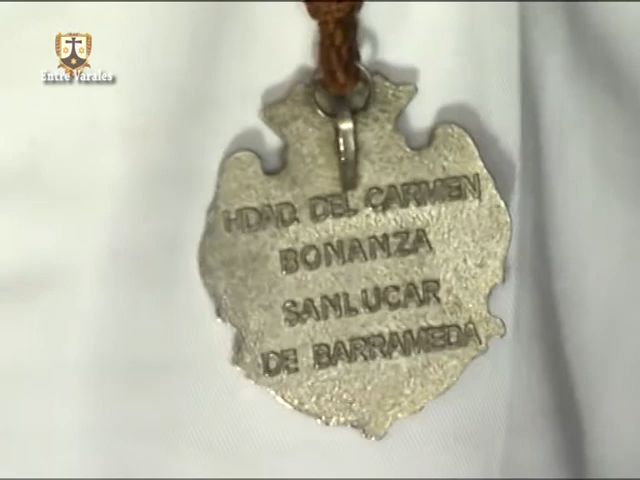 Entre Varales
HDAD. DEL CARMEN
BONANZA
SANLUCAR
DE BARRAMEDA